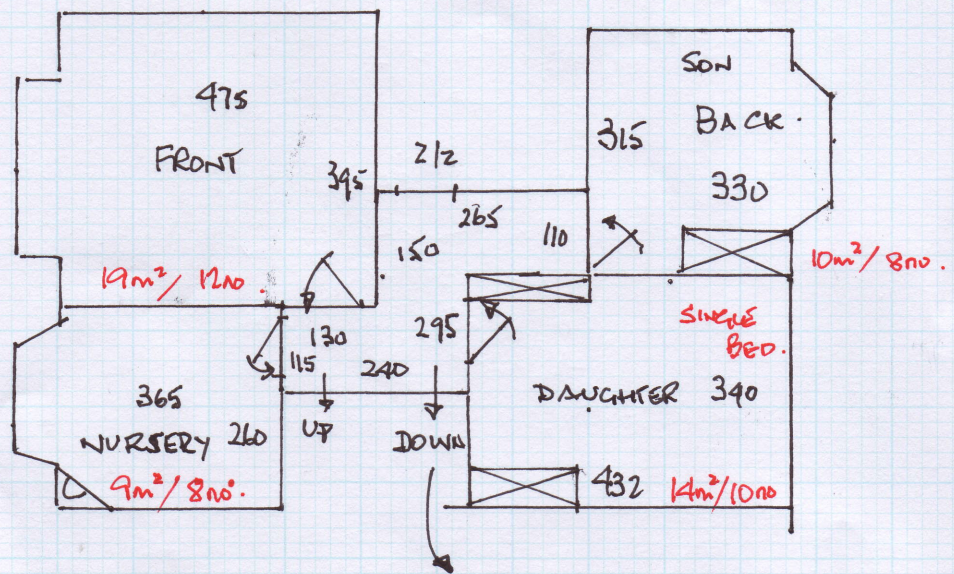 475
FRONT
395
19m²/ 12no.
212
265
150
110
SON
BACK.
315
330
10m²/ 8no.
130
115
240
295
UP
DOWN
365
NURSERY 260
9m²/ 8no.
SINGLE
BED.
DAUGHTER 340
432
14m²/10no